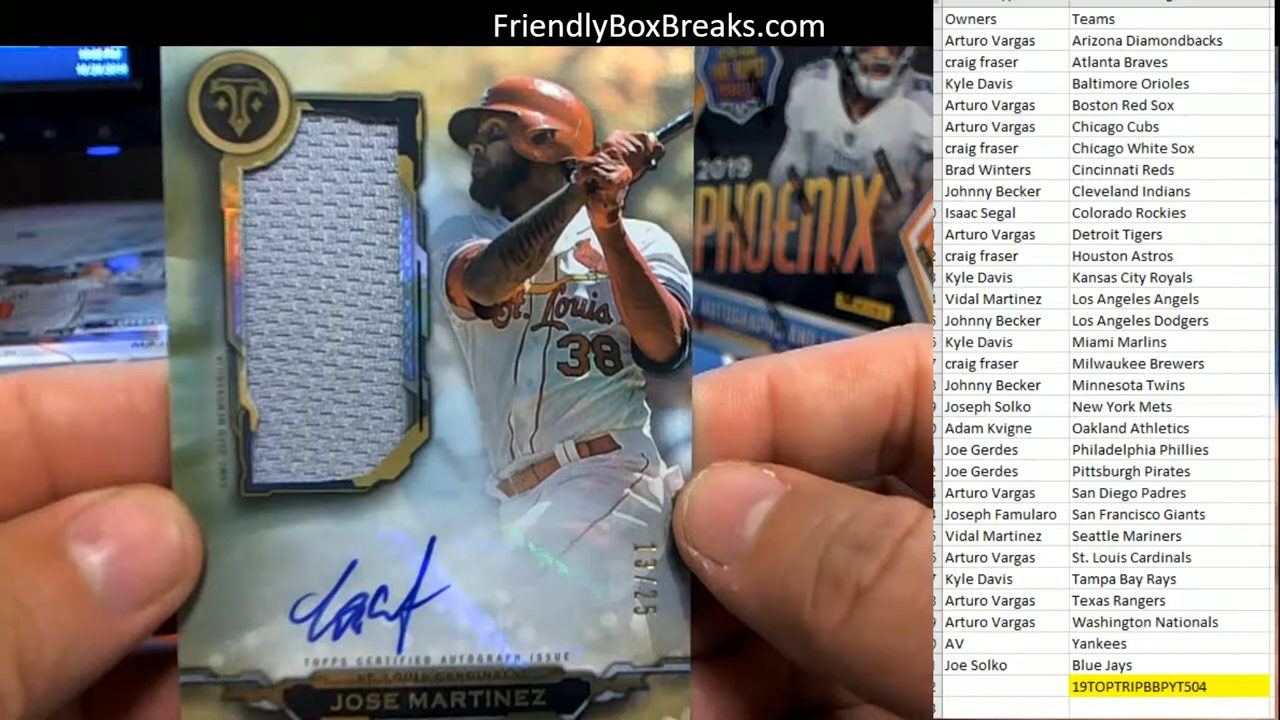 FriendlyBoxBreaks.com
2019
PHOENIX
St. Louis
38
13/25
TOPPS CERTIFIED AUTOGRAPH ISSUE
ST. LOUIS CARDINALS
JOSE MARTINEZ
Owners Teams
Arturo Vargas Arizona Diamondbacks
craig fraser Atlanta Braves
Kyle Davis Baltimore Orioles
Arturo Vargas Boston Red Sox
Arturo Vargas Chicago Cubs
craig fraser Chicago White Sox
Brad Winters Cincinnati Reds
Johnny Becker Cleveland Indians
Isaac Segal Colorado Rockies
Arturo Vargas Detroit Tigers
craig fraser Houston Astros
Kyle Davis Kansas City Royals
Vidal Martinez Los Angeles Angels
Johnny Becker Los Angeles Dodgers
Kyle Davis Miami Marlins
craig fraser Milwaukee Brewers
Johnny Becker Minnesota Twins
Joseph Solko New York Mets
Adam Kvigne Oakland Athletics
Joe Gerdes Philadelphia Phillies
Joe Gerdes Pittsburgh Pirates
Arturo Vargas San Diego Padres
Joseph Famularo San Francisco Giants
Vidal Martinez Seattle Mariners
Arturo Vargas St. Louis Cardinals
Kyle Davis Tampa Bay Rays
Arturo Vargas Texas Rangers
Arturo Vargas Washington Nationals
AV Yankees
Joe Solko Blue Jays
19TOPTRIPBBPYT504